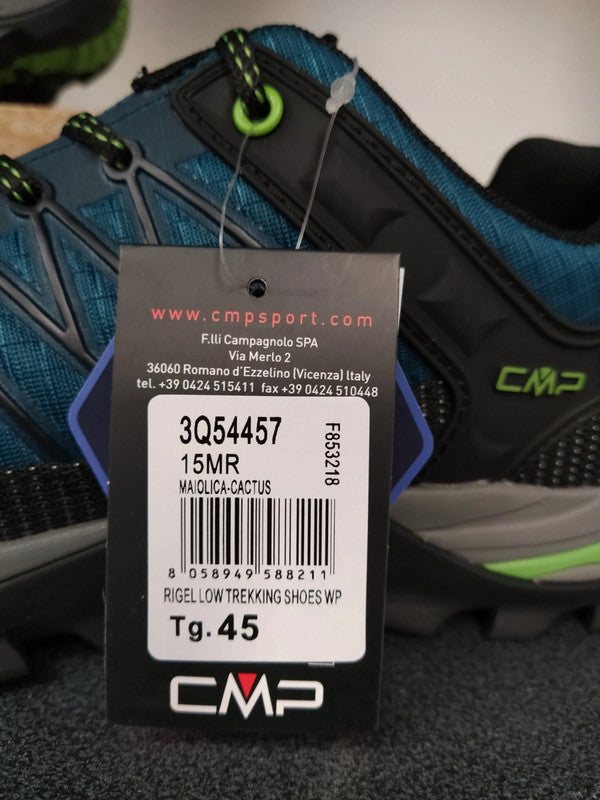 www.cmpsport.com
F.lli Campagnolo SPA
Via Merlo 2
36060 Romano d'Ezzelino (Vicenza) Italy
tel. +39 0424 515411 fax +39 0424 510448
3Q54457
15MR
MAIOLICA-CACTUS
F853218
8 058949 588211
RIGEL LOW TREKKING SHOES WP
Tg. 45
CMP
CMP